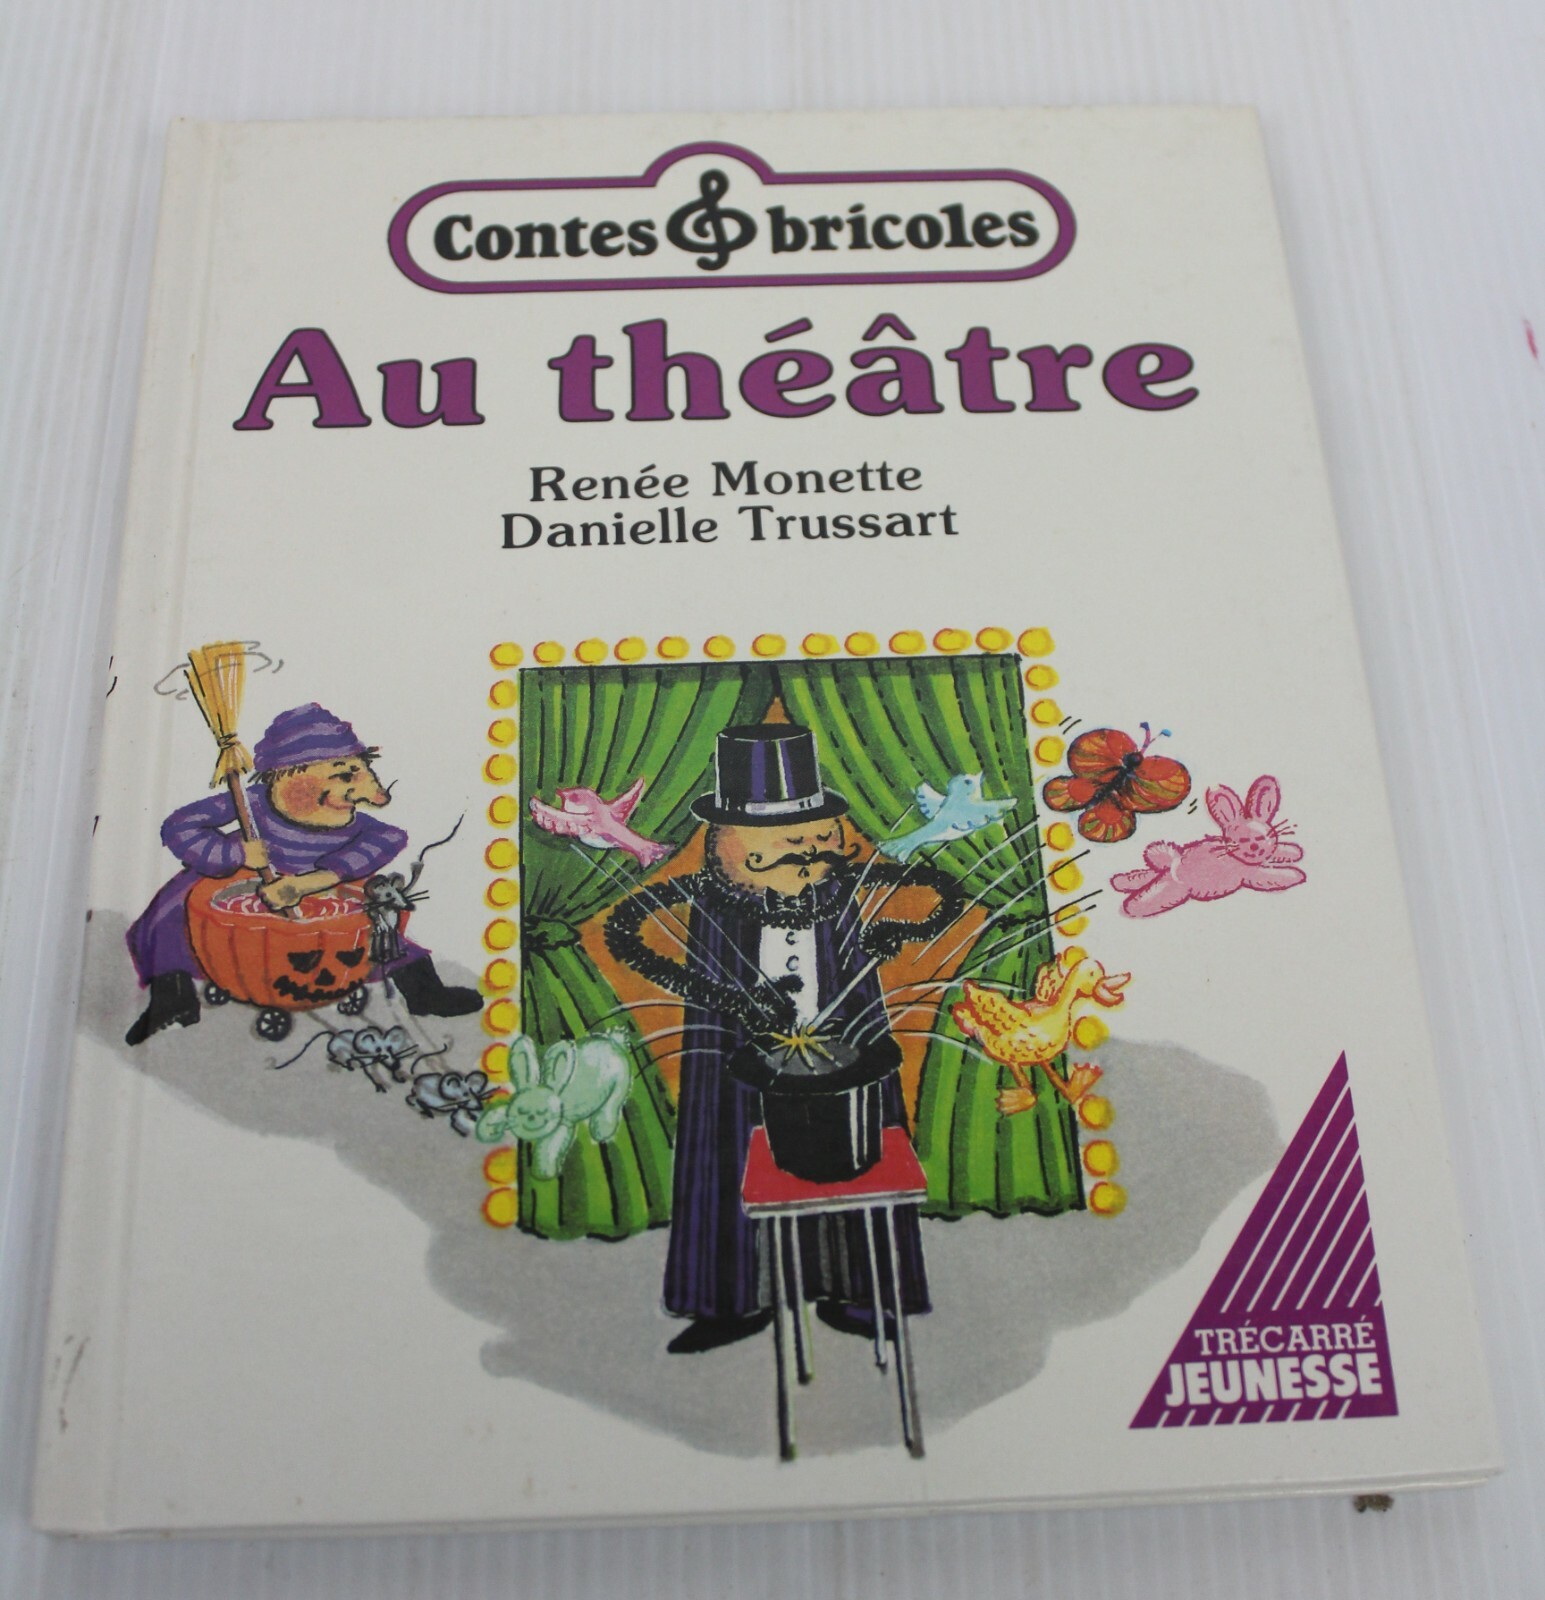 Contes & bricoles
Au théâtre
Renée Monette
Danielle Trussart
TRÉCARRÉ
JEUNESSE